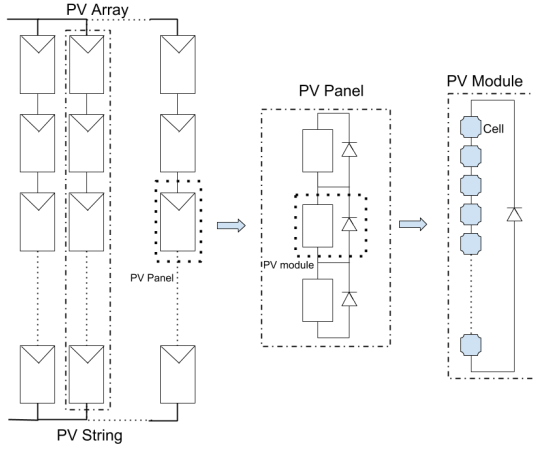 PV Array
PV Panel
PV Module
Cell
PV module
PV Panel
PV String